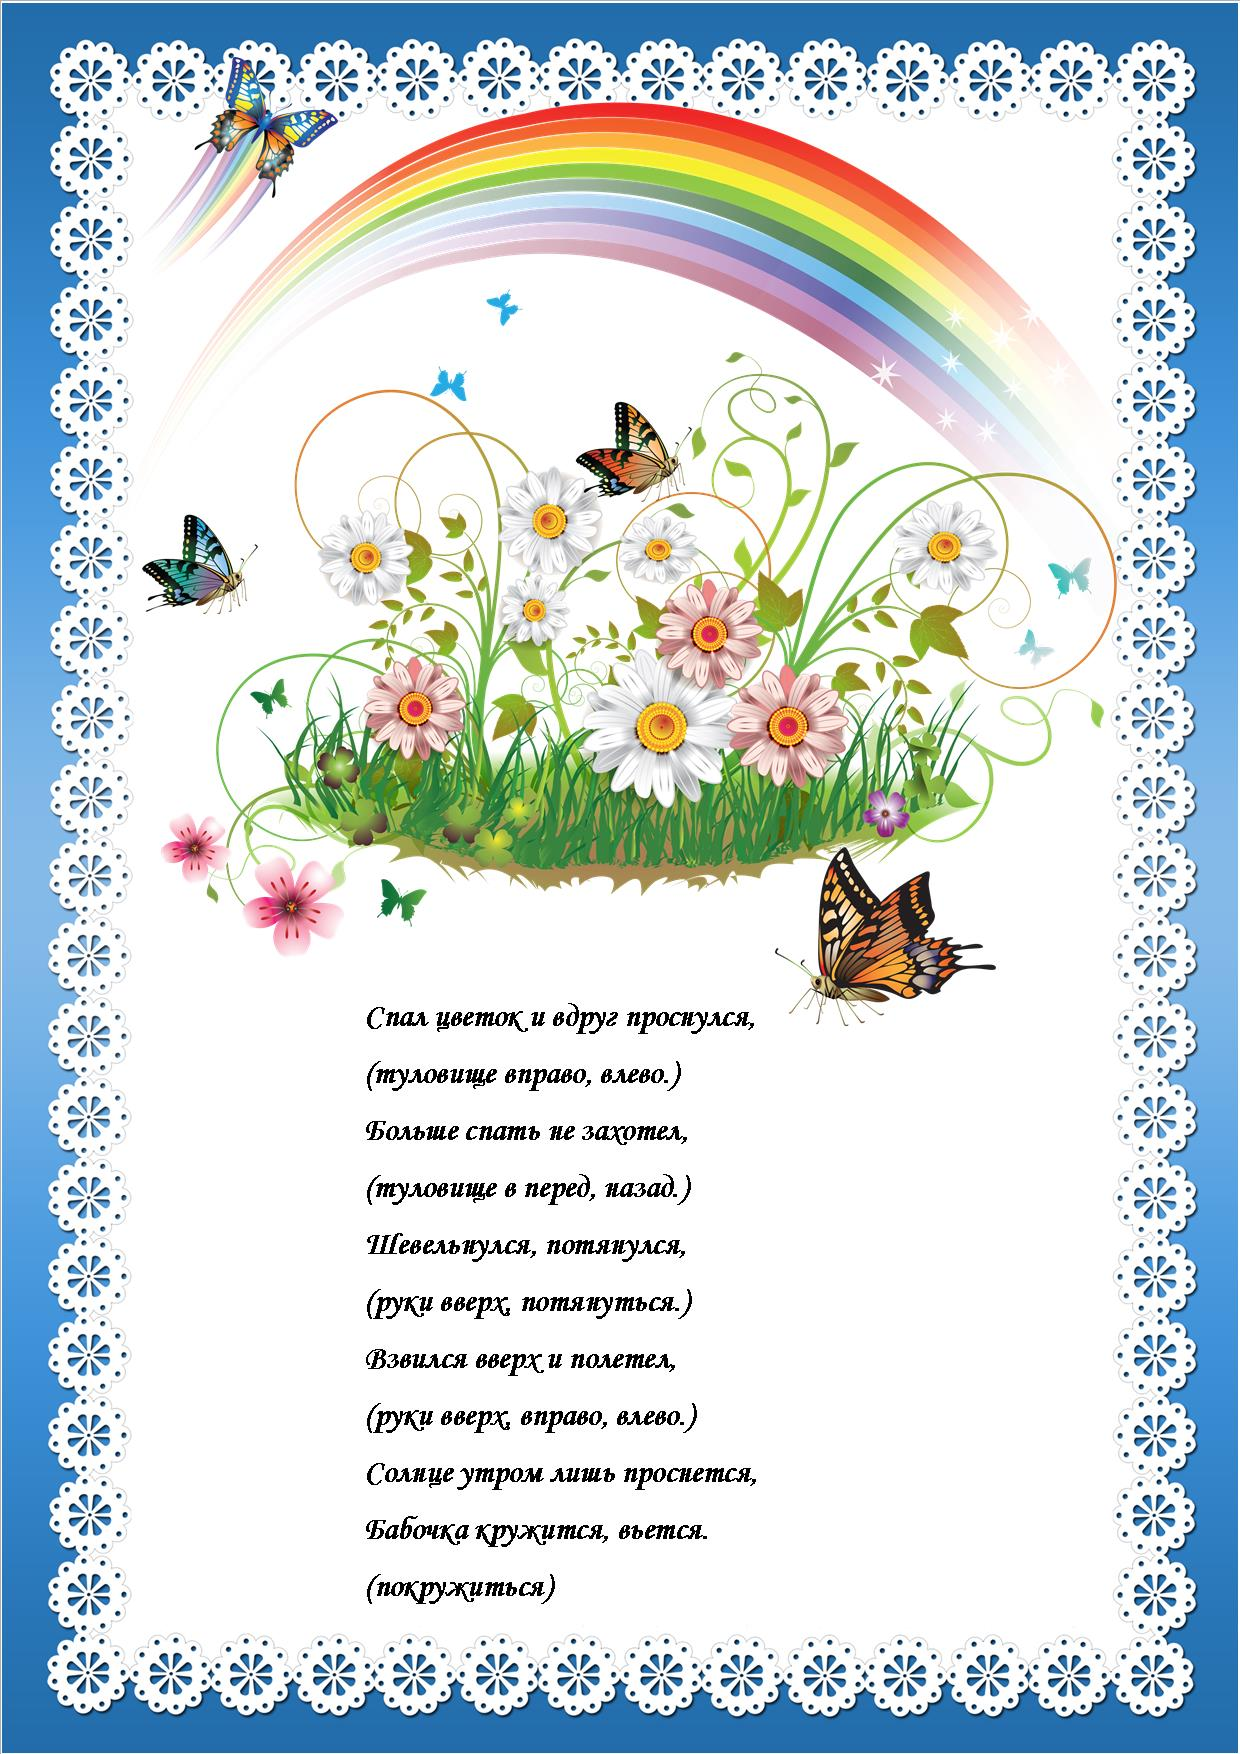 Спал цветок и вдруг проснулся,
(туловище вправо, влево.)
Больше спать не захотел,
(туловище в перед, назад.)
Шевельнулся, потянулся,
(руки вверх, потянуться.)
Взвился вверх и полетел,
(руки вверх, вправо, влево.)
Солнце утром лишь проснется,
Бабочка кружится, вьется.
(покружиться)